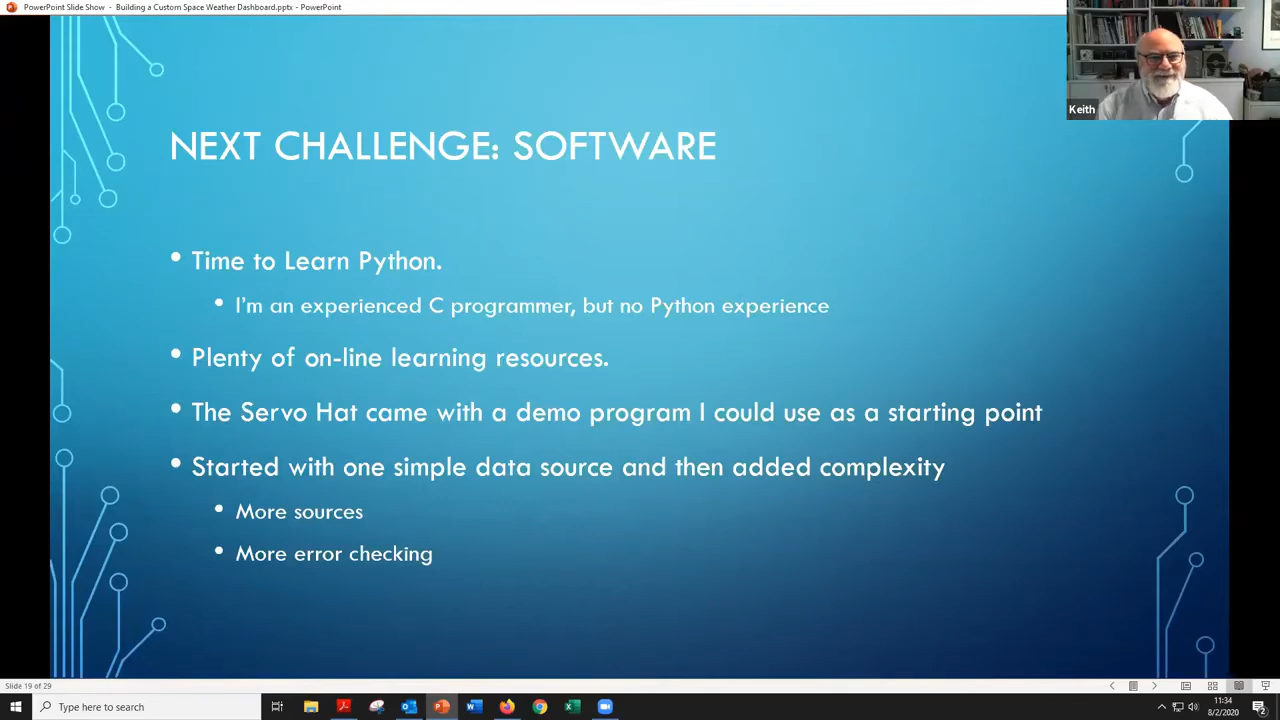 PowerPoint Slide Show - Building a Custom Space Weather Dashboard.pptx - PowerPoint
Keith
NEXT CHALLENGE: SOFTWARE
• Time to Learn Python.
• I'm an experienced C programmer, but no Python experience
• Plenty of on-line learning resources.
• The Servo Hat came with a demo program I could use as a starting point
• Started with one simple data source and then added complexity
• More sources
• More error checking
Slide 19 of 29
Type here to search
11:34
8/2/2020
2